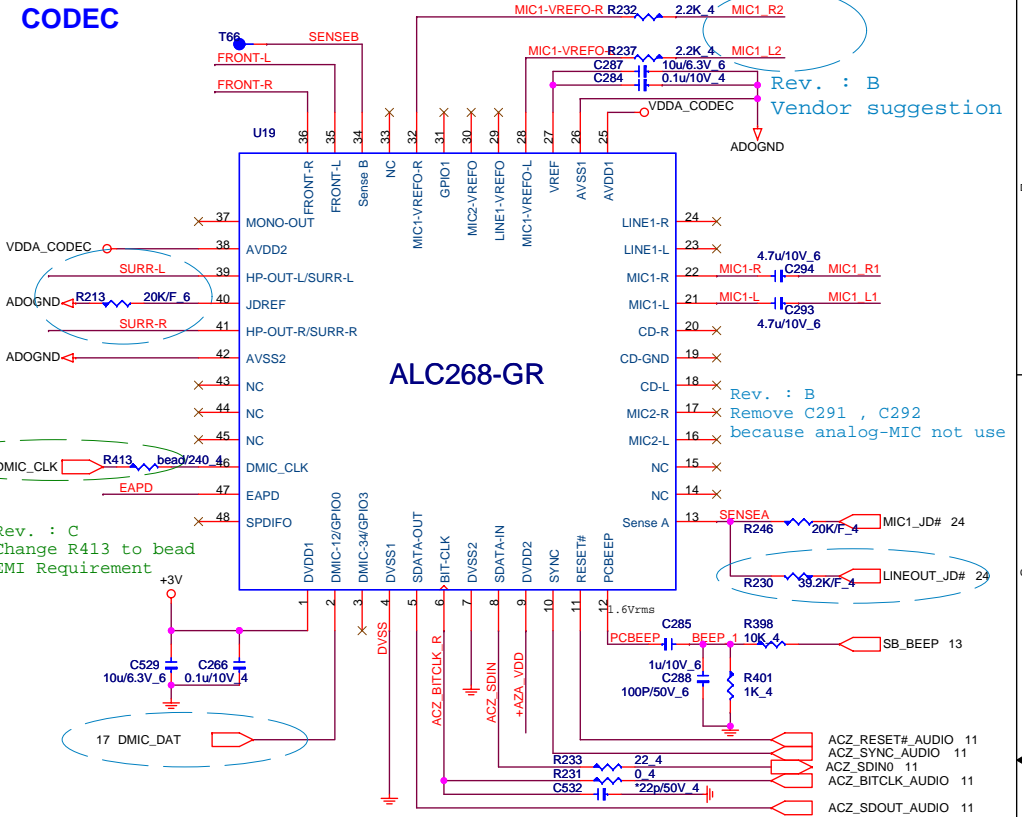 CODEC
MIC1-VREFO-R R232 2.2K_4 MIC1_R2
T66 SENSEB
FRONT-L
MIC1-VREFO- R237 2.2K_4 MIC1_L2
C287 10u/6.3V_6
C284 0.1u/10V_4
FRONT-R
Rev. : B
Vendor suggestion
VDDA_CODEC
ADOGND
U19
36 35 34 33 32 31 30 29 28 27 26 25
FRONT-R
FRONT-L
Sense B
NC
MIC1-VREFO-R
GPIO1
MIC2-VREFO
LINE1-VREFO
MIC1-VREFO-L
VREF
AVSS1
AVDD1
37 MONO-OUT
VDDA_CODEC 38 AVDD2
SURR-L 39 HP-OUT-L/SURR-L
ADOGND R213 20K/F_6 40 JDREF
SURR-R 41 HP-OUT-R/SURR-R
ADOGND 42 AVSS2
43 NC
44 NC
45 NC
DMIC_CLK R413 bead/240_4 46 DMIC_CLK
EAPD 47 EAPD
48 SPDIFO
ALC268-GR
LINE1-R 24
LINE1-L 23
MIC1-R 22 MIC1-R 4.7u/10V_6 C294 MIC1_R1
MIC1-L 21 MIC1-L C293 4.7u/10V_6 MIC1_L1
CD-R 20
CD-GND 19
CD-L 18
MIC2-R 17
MIC2-L 16
NC 15
NC 14
Sense A 13 SENSEA
Rev. : B
Remove C291 , C292
because analog-MIC not use
R246 20K/F_4 MIC1_JD# 24
R230 39.2K/F_4 LINEOUT_JD# 24
Rev. : C
Change R413 to bead
EMI Requirement
+3V
DVDD1
DMIC-12/GPIO0
DMIC-34/GPIO3
DVSS1
SDATA-OUT
BIT-CLK
DVSS2
SDATA-IN
DVDD2
SYNC
RESET#
PCBEEP
1 2 3 4 5 6 7 8 9 10 11 12
1.6Vrms
DVSS
ACZ_BITCLK_R
ACZ_SDIN
+AZA_VDD
PCBEEP C285 BEEP_1 R398 10K_4 SB_BEEP 13
1u/10V_6
C288 100P/50V_6
R401 1K_4
C529 10u/6.3V_6
C266 0.1u/10V_4
17 DMIC_DAT
ACZ_RESET#_AUDIO 11
ACZ_SYNC_AUDIO 11
R233 22_4 ACZ_SDIN0 11
R231 0_4 ACZ_BITCLK_AUDIO 11
C532 *22p/50V_4
ACZ_SDOUT_AUDIO 11